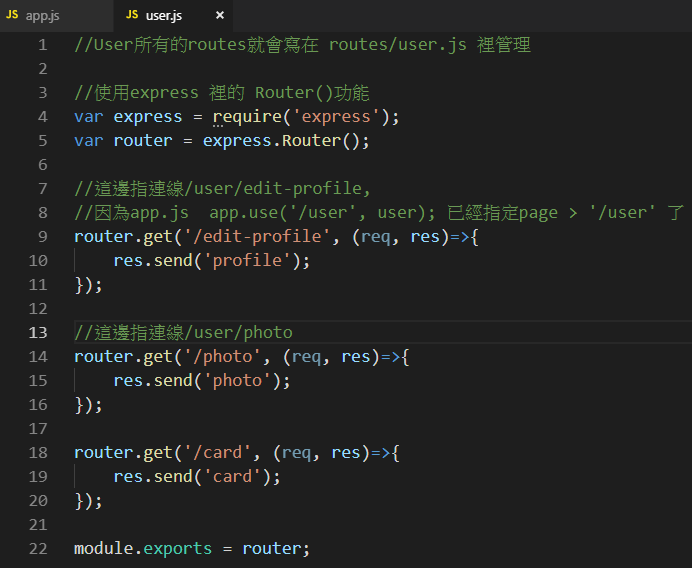 JS app.js JS user.js ×
1 //User所有的routes就會寫在 routes/user.js 裡管理
2
3 //使用express 裡的 Router()功能
4 var express = require('express');
5 var router = express.Router();
6
7 //這邊指連線/user/edit-profile,
8 //因為app.js  app.use('/user', user); 已經指定page > '/user' 了
9 router.get('/edit-profile', (req, res)=>{
10     res.send('profile');
11 });
12
13 //這邊指連線/user/photo
14 router.get('/photo', (req, res)=>{
15     res.send('photo');
16 });
17
18 router.get('/card', (req, res)=>{
19     res.send('card');
20 });
21
22 module.exports = router;